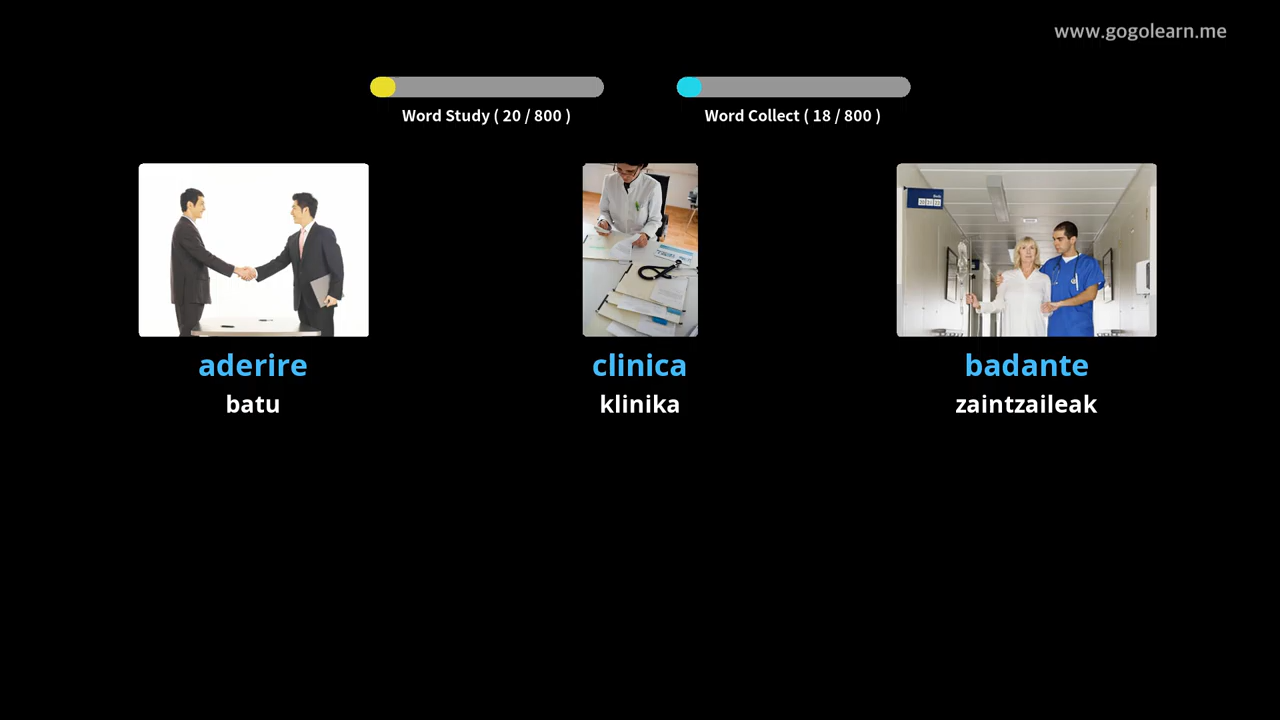 www.gogolearn.me
Word Study ( 20 / 800 )
Word Collect ( 18 / 800 )
aderire
clinica
badante
batu
klinika
zaintzaileak